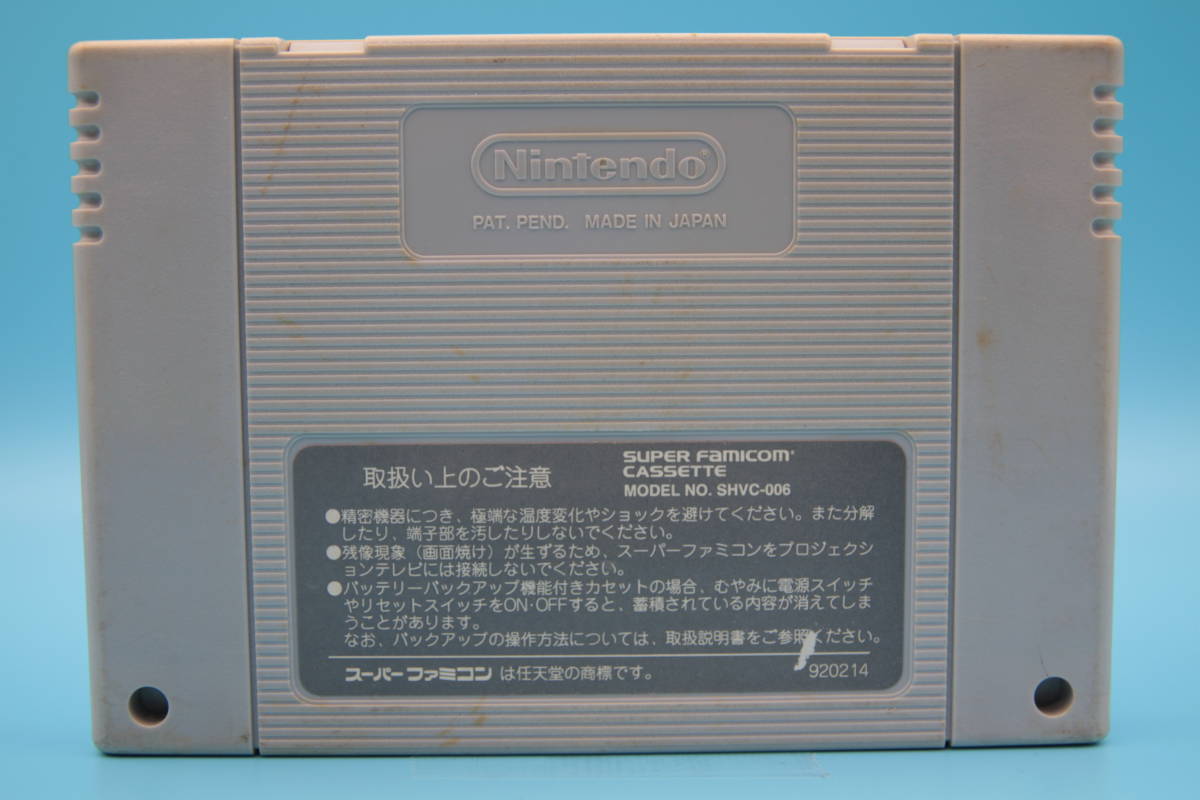 Nintendo®
PAT. PEND. MADE IN JAPAN
取扱い上のご注意
SUPER FAMICOM
CASSETTE
MODEL NO. SHVC-006
●精密機器につき、極端な温度変化やショックを避けてください。また分解
したり、端子部を汚したりしないでください。
●残像現象（画面焼け）が生ずるため、スーパーファミコンをプロジェクシ
ョンテレビには接続しないでください。
●バッテリーバックアップ機能付きカセットの場合、むやみに電源スイッチ
やリセットスイッチをON･OFFすると、蓄積されている内容が消えてしま
うことがあります。
なお、バックアップの操作方法については、取扱説明書をご参照ください。
スーパーファミコン は任天堂の商標です。
920214